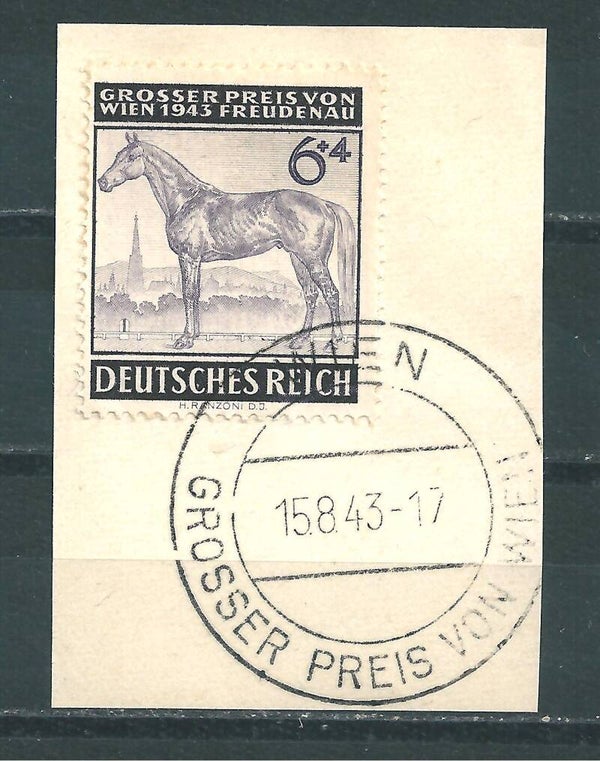 GROSSER PREIS VON
WIEN 1943 FREUDENAU
6+4
DEUTSCHES REICH
H. RANZONI D.J.
WIEN
15.8.43-17
GROSSER PREIS VON WIEN